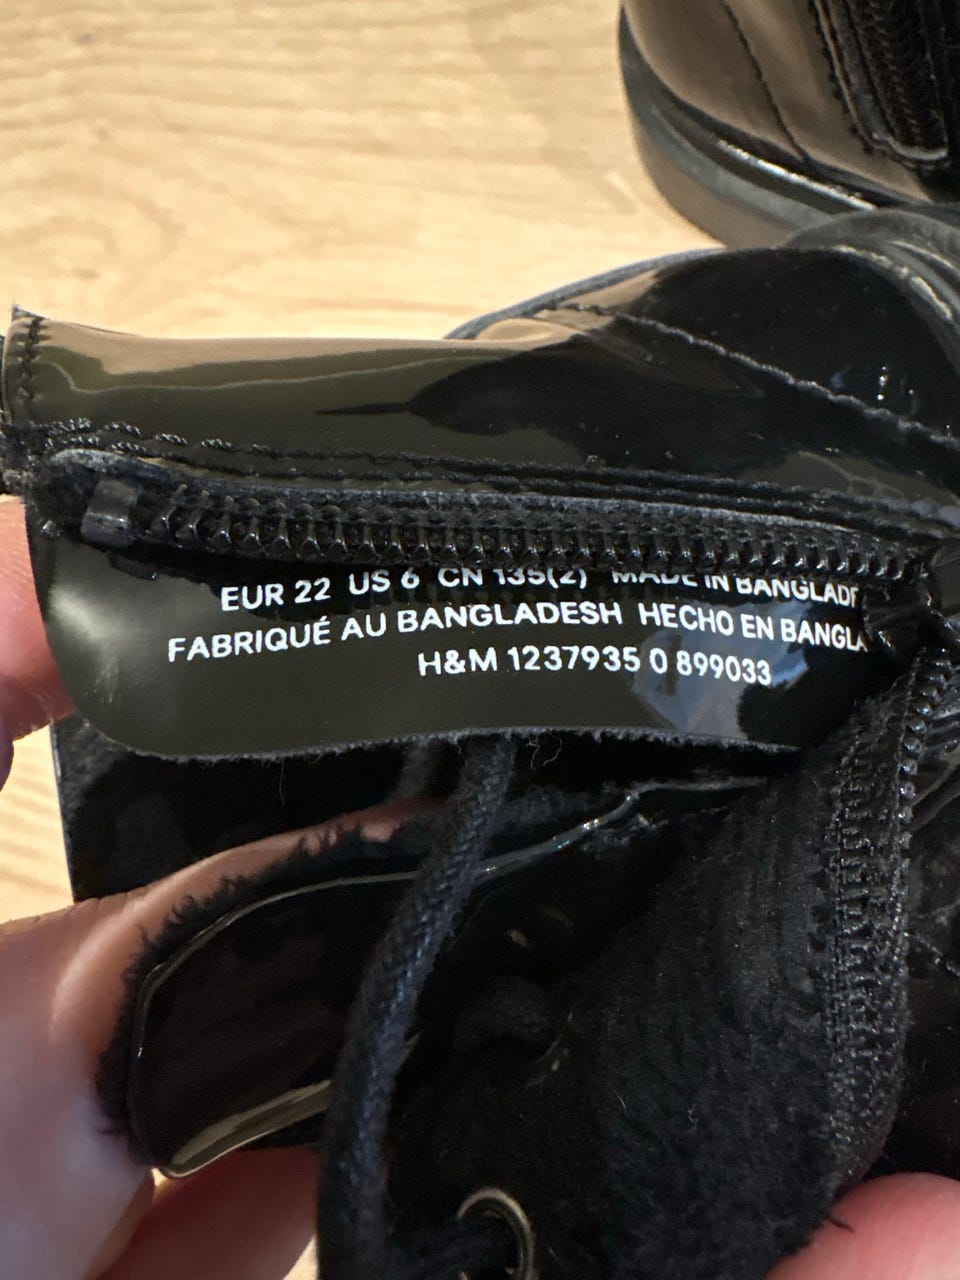 EUR 22 US 6 CN 135(2) MADE IN BANGLADE
FABRIQUÉ AU BANGLADESH HECHO EN BANGLA
H&M 1237935 0 899033